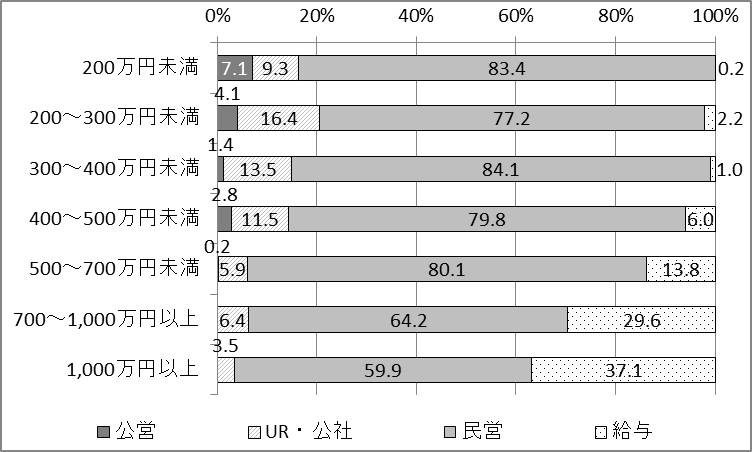 0% 20% 40% 60% 80% 100%
200万円未満 7.1 9.3 83.4 0.2
4.1
200～300万円未満 16.4 77.2 2.2
1.4
300～400万円未満 13.5 84.1 1.0
2.8
400～500万円未満 11.5 79.8 6.0
0.2
500～700万円未満 5.9 80.1 13.8
700～1,000万円以上 6.4 64.2 29.6
3.5
1,000万円以上 59.9 37.1
公営 UR・公社 民営 給与